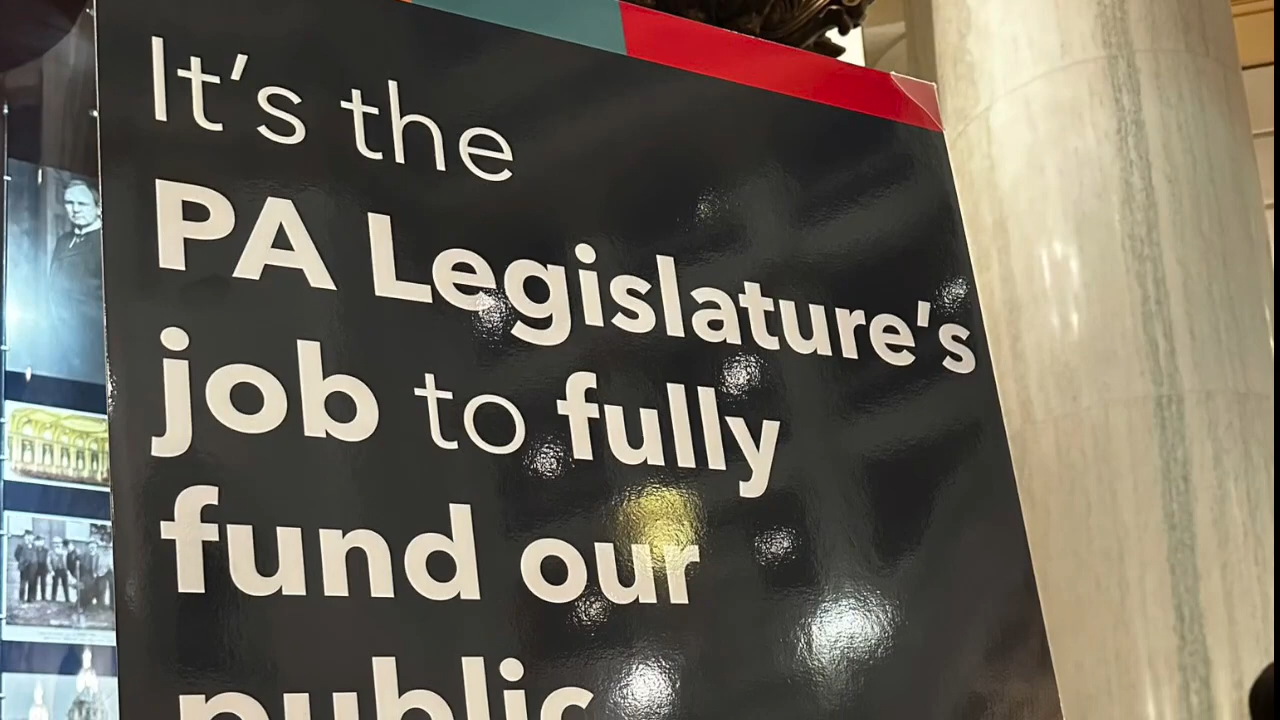 It's the
PA Legislature's
job to fully
fund our
public